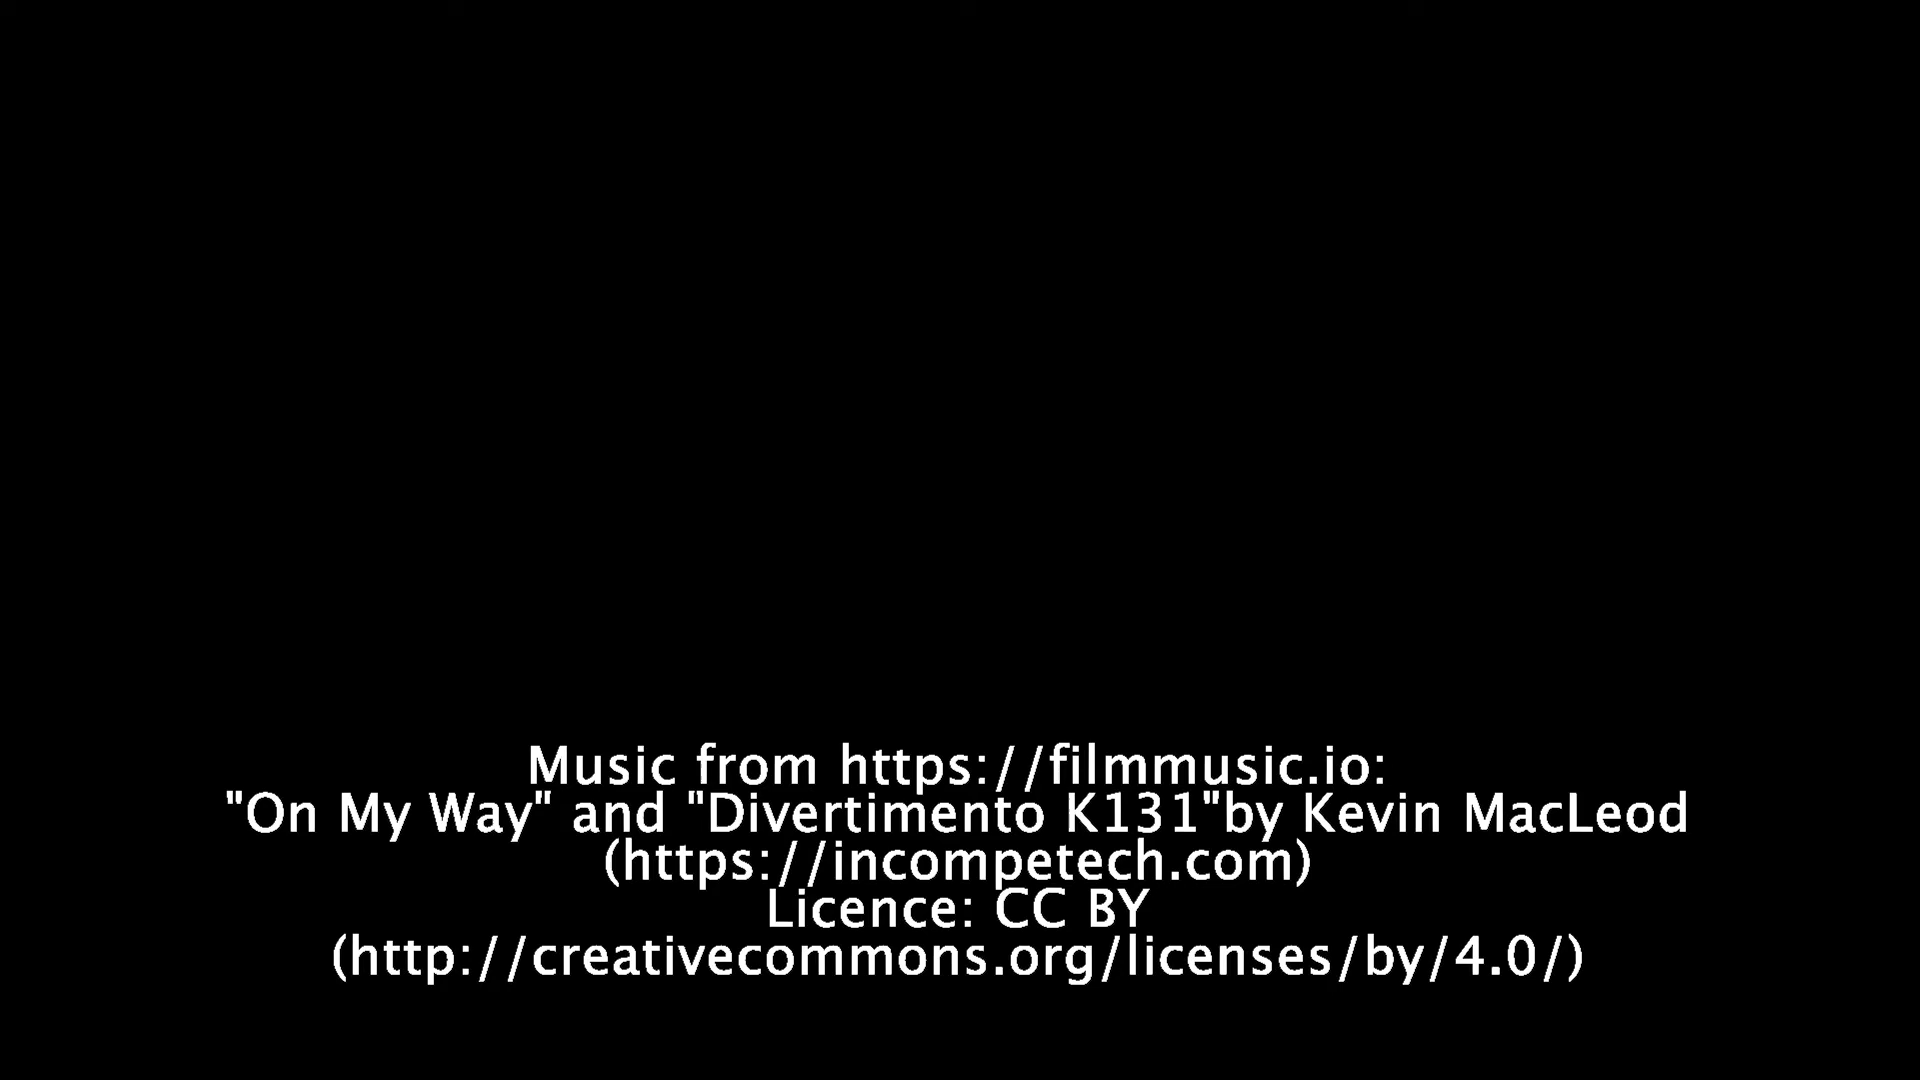 Music from https://filmmusic.io:
"On My Way" and "Divertimento K131"by Kevin MacLeod
(https://incompetech.com)
Licence: CC BY
(http://creativecommons.org/licenses/by/4.0/)